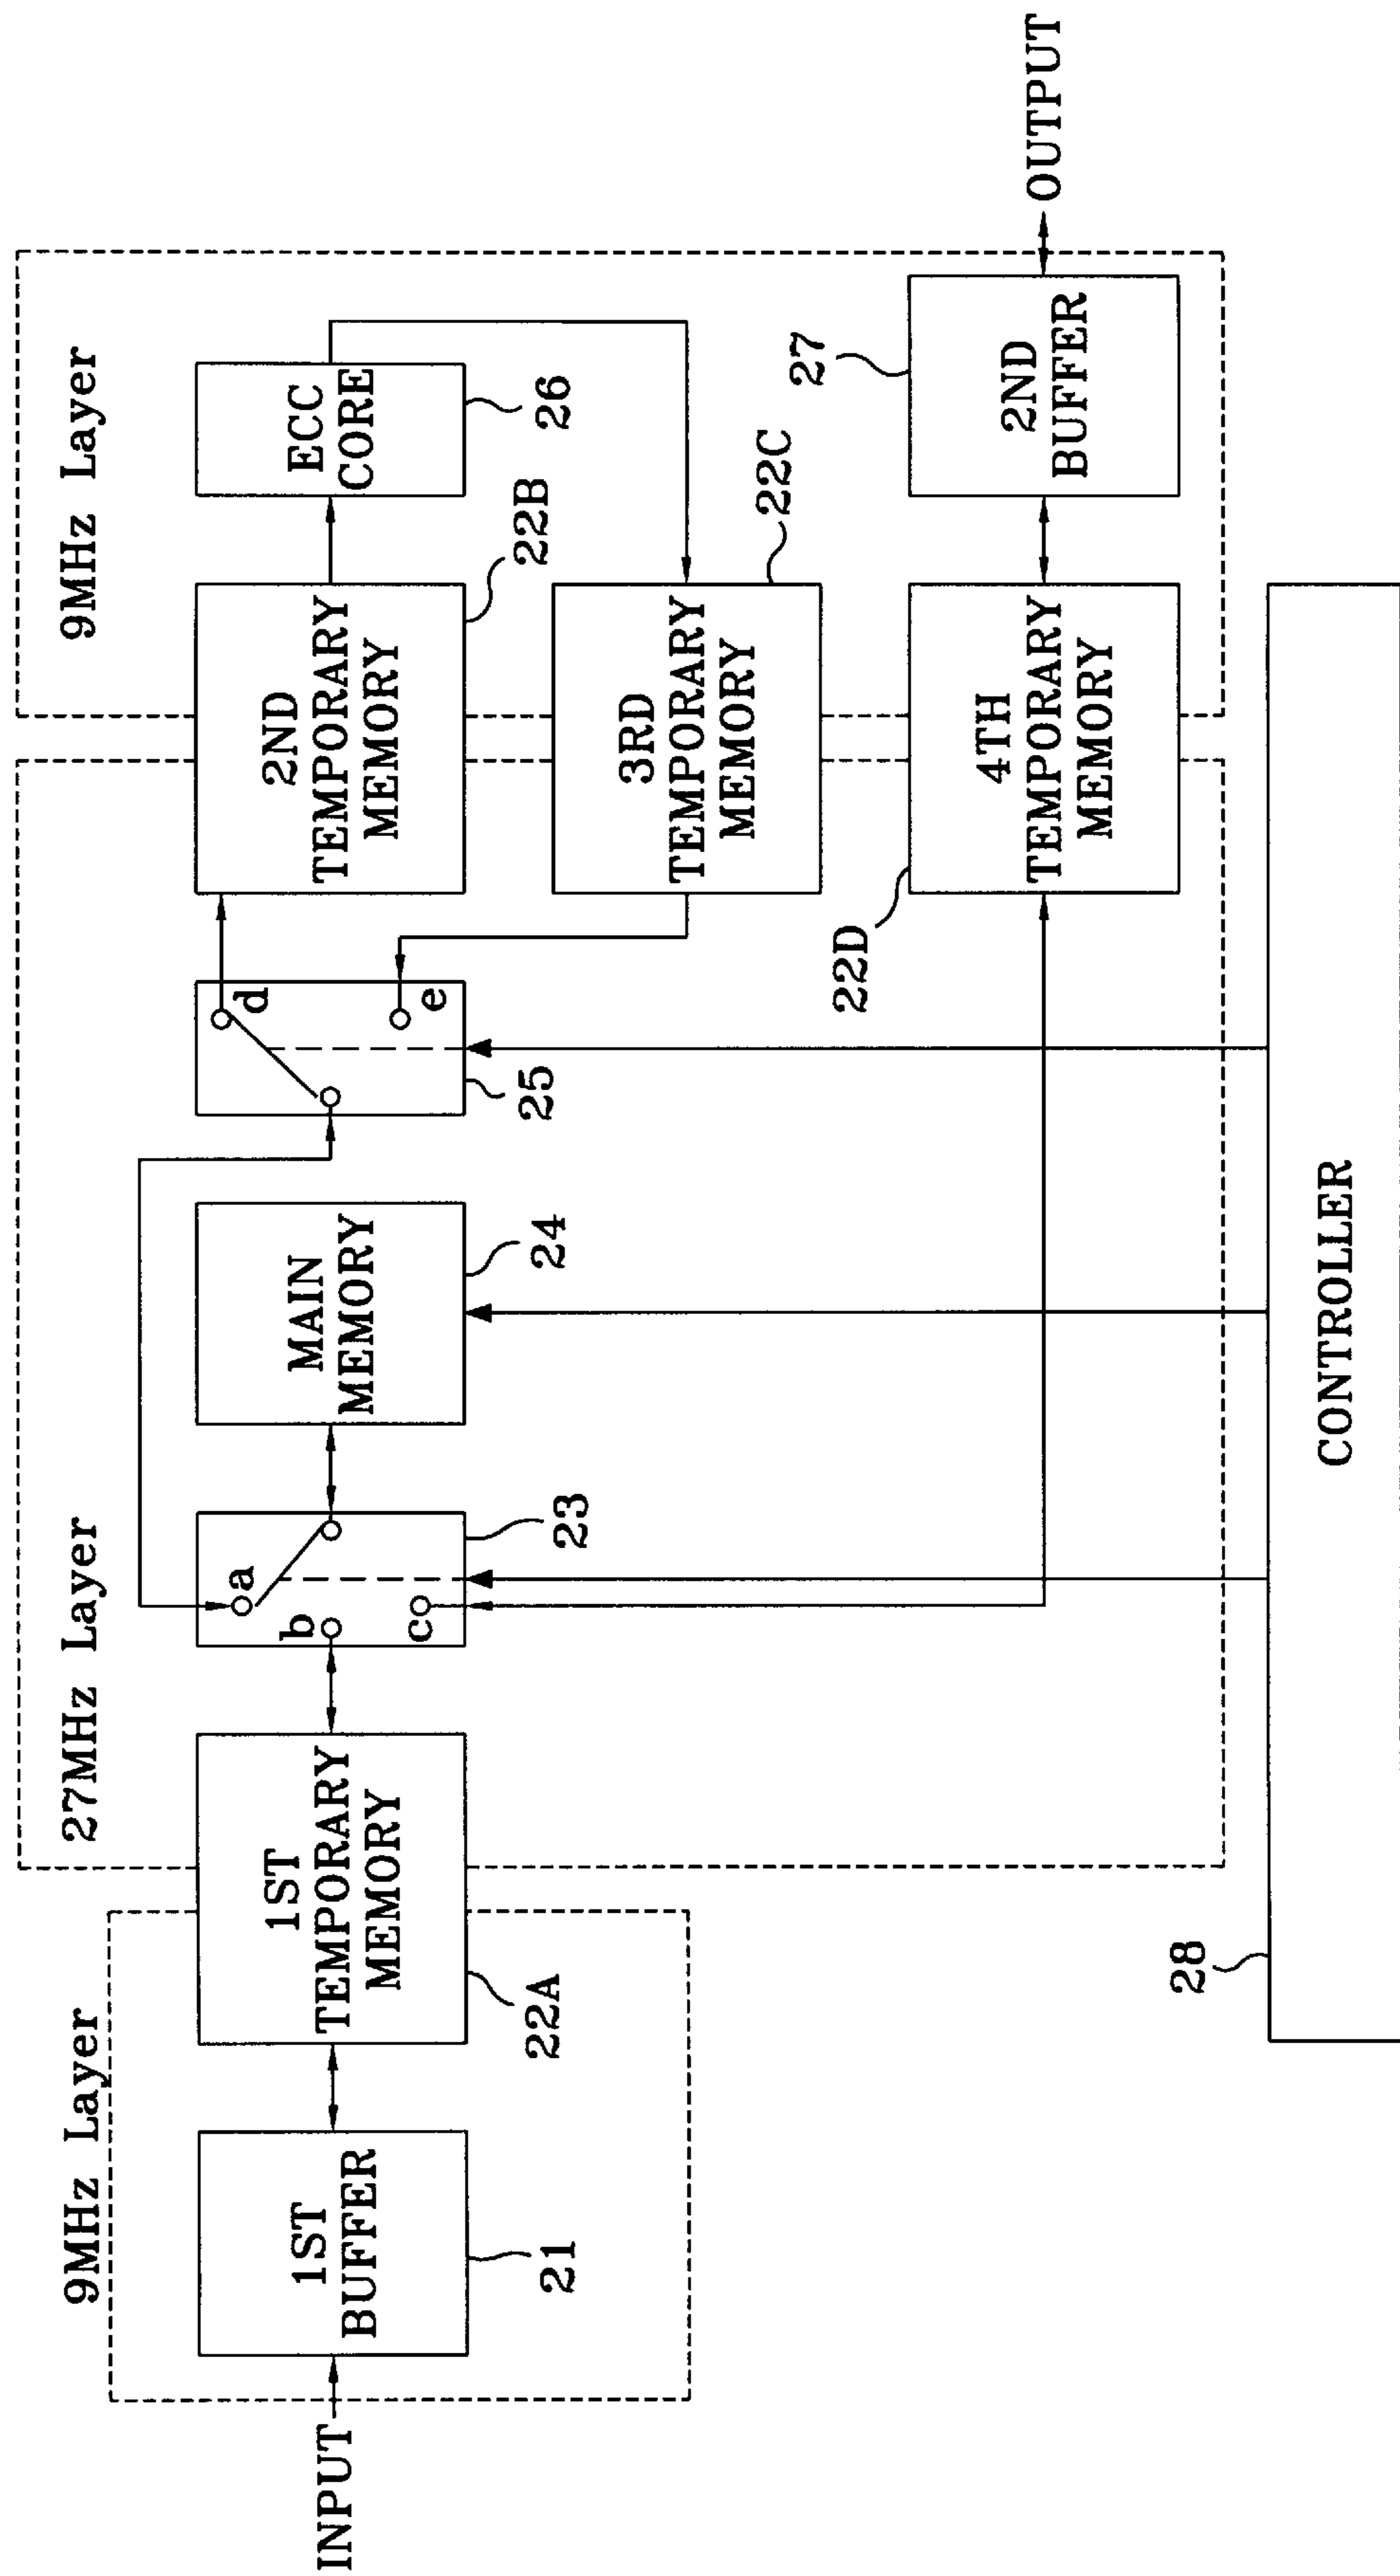 9MHz Layer
27MHz Layer
9MHz Layer
INPUT
1ST
BUFFER
21
1ST
TEMPORARY
MEMORY
22A
a
b
c
23
MAIN
MEMORY
24
d
e
25
2ND
TEMPORARY
MEMORY
22B
ECC
CORE
26
3RD
TEMPORARY
MEMORY
22C
22D
4TH
TEMPORARY
MEMORY
27
2ND
BUFFER
OUTPUT
28
CONTROLLER